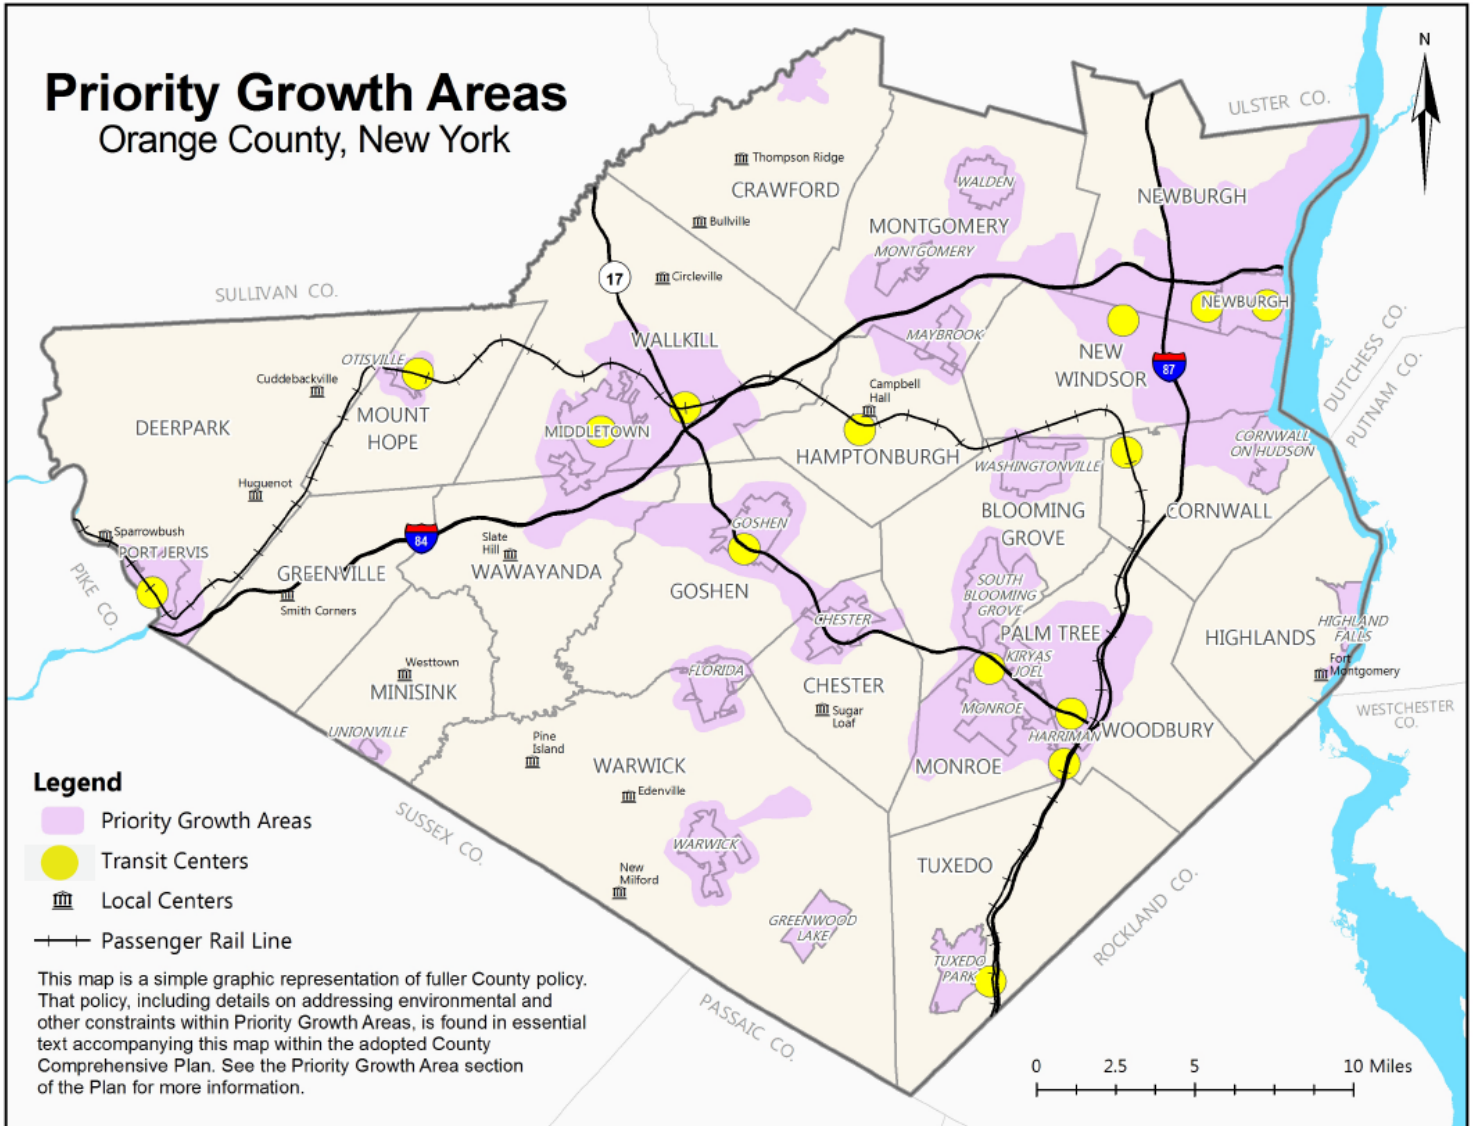 Priority Growth Areas
Orange County, New York
N
ULSTER CO.
SULLIVAN CO.
DUTCHESS CO.
PUTNAM CO.
Thompson Ridge
CRAWFORD
WALDEN
NEWBURGH
Bullville
MONTGOMERY
MONTGOMERY
17
Circleville
NEWBURGH
WALLKILL
MAYBROOK
NEW
WINDSOR
87
OTISVILLE
Cuddebackville
Campbell
Hall
DEERPARK
MOUNT
HOPE
MIDDLETOWN
HAMPTONBURGH
WASHINGTONVILLE
CORNWALL
ON HUDSON
Huguenot
BLOOMING
GROVE
CORNWALL
Sparrowbush
PORT JERVIS
84
Slate
Hill
GOSHEN
PIKE CO.
GREENVILLE
WAWAYANDA
GOSHEN
SOUTH
BLOOMING
GROVE
Smith Corners
CHESTER
PALM TREE
HIGHLANDS
HIGHLAND
FALLS
KIRYAS
JOEL
Fort
Montgomery
Westtown
MINISINK
FLORIDA
CHESTER
Sugar
Loaf
MONROE
WESTCHESTER
CO.
UNIONVILLE
Pine
Island
HARRIMAN
WOODBURY
WARWICK
MONROE
Edenville
SUSSEX CO.
WARWICK
TUXEDO
New
Milford
GREENWOOD
LAKE
ROCKLAND CO.
TUXEDO
PARK
PASSAIC CO.
Legend
Priority Growth Areas
Transit Centers
Local Centers
Passenger Rail Line
This map is a simple graphic representation of fuller County policy.
That policy, including details on addressing environmental and
other constraints within Priority Growth Areas, is found in essential
text accompanying this map within the adopted County
Comprehensive Plan. See the Priority Growth Area section
of the Plan for more information.
0 2.5 5 10 Miles